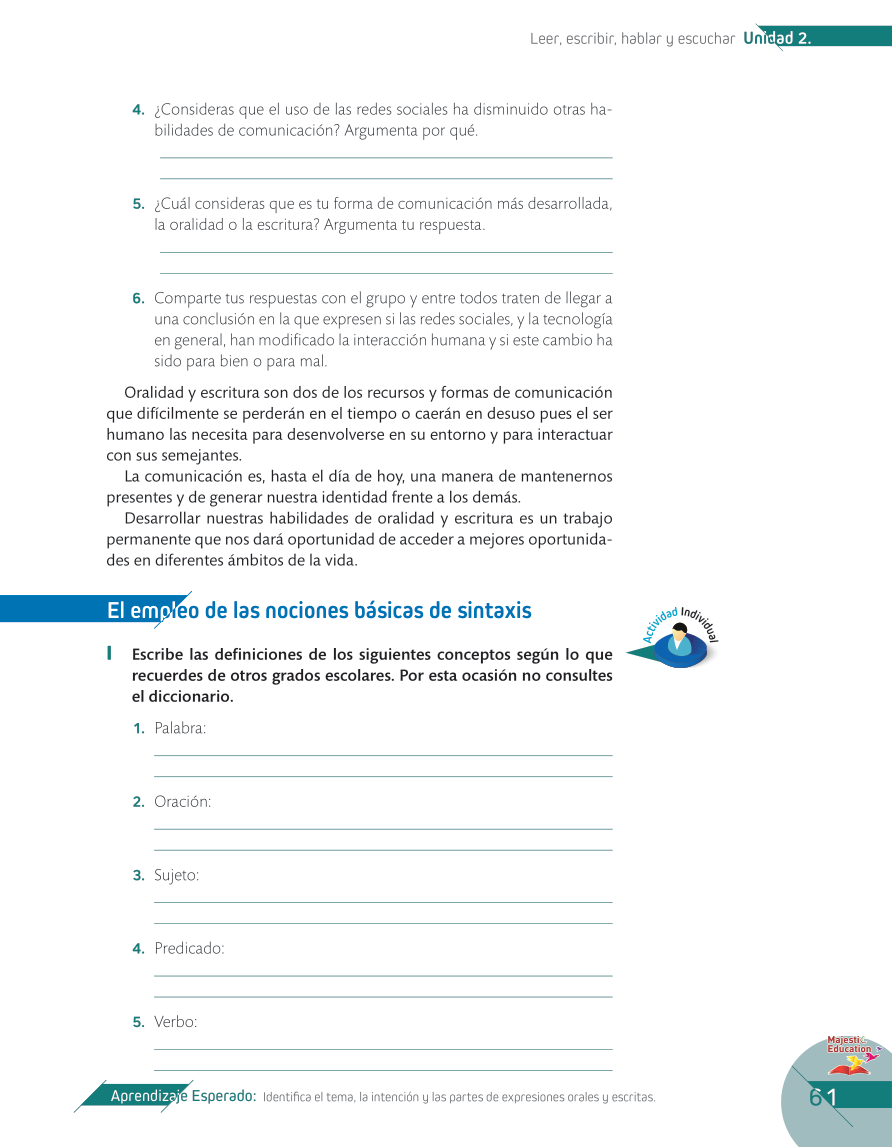 Leer, escribir, hablar y escuchar Unidad 2.
4. ¿Consideras que el uso de las redes sociales ha disminuido otras ha-
bilidades de comunicación? Argumenta por qué.
5. ¿Cuál consideras que es tu forma de comunicación más desarrollada,
la oralidad o la escritura? Argumenta tu respuesta.
6. Comparte tus respuestas con el grupo y entre todos traten de llegar a
una conclusión en la que expresen si las redes sociales, y la tecnología
en general, han modificado la interacción humana y si este cambio ha
sido para bien o para mal.
Oralidad y escritura son dos de los recursos y formas de comunicación
que difícilmente se perderán en el tiempo o caerán en desuso pues el ser
humano las necesita para desenvolverse en su entorno y para interactuar
con sus semejantes.
La comunicación es, hasta el día de hoy, una manera de mantenernos
presentes y de generar nuestra identidad frente a los demás.
Desarrollar nuestras habilidades de oralidad y escritura es un trabajo
permanente que nos dará oportunidad de acceder a mejores oportunida-
des en diferentes ámbitos de la vida.
El empleo de las nociones básicas de sintaxis
Actividad Individual
I Escribe las definiciones de los siguientes conceptos según lo que
recuerdes de otros grados escolares. Por esta ocasión no consultes
el diccionario.
1. Palabra:
2. Oración:
3. Sujeto:
4. Predicado:
5. Verbo:
Majestic
Education
Aprendizaje Esperado: Identifica el tema, la intención y las partes de expresiones orales y escritas.
61